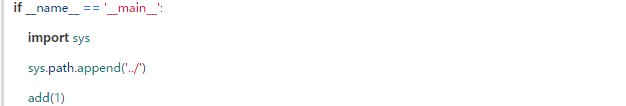 if __name__ == '__main__':
    import sys
    sys.path.append('../')
    add(1)